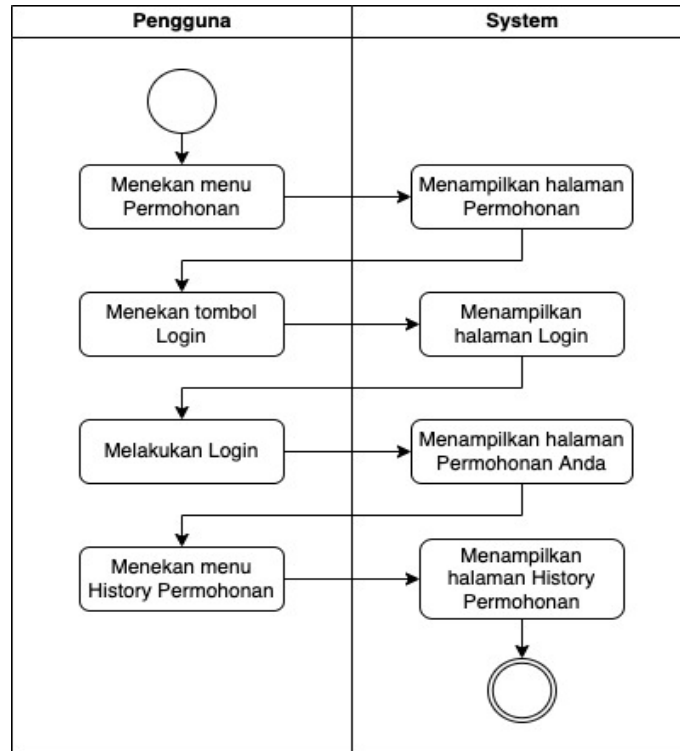 Pengguna
System
Menekan menu
Permohonan
Menampilkan halaman
Permohonan
Menekan tombol
Login
Menampilkan
halaman Login
Melakukan Login
Menampilkan halaman
Permohonan Anda
Menekan menu
History Permohonan
Menampilkan
halaman History
Permohonan